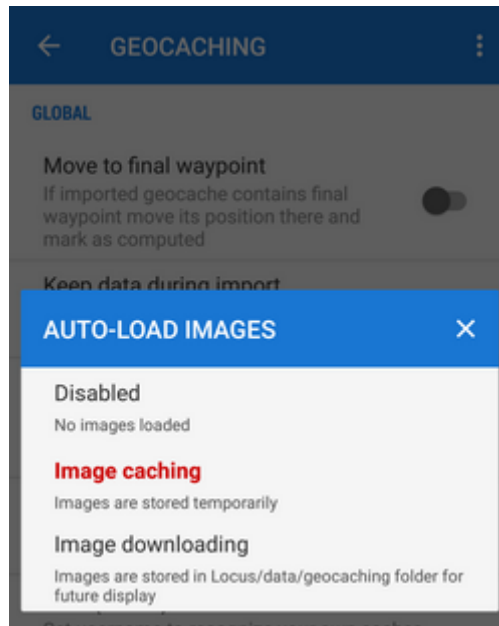 GEOCACHING
GLOBAL
Move to final waypoint
If imported geocache contains final
waypoint move its position there and
mark as computed
Keep data during import
AUTO-LOAD IMAGES
Disabled
No images loaded
Image caching
Images are stored temporarily
Image downloading
Images are stored in Locus/data/geocaching folder for
future display